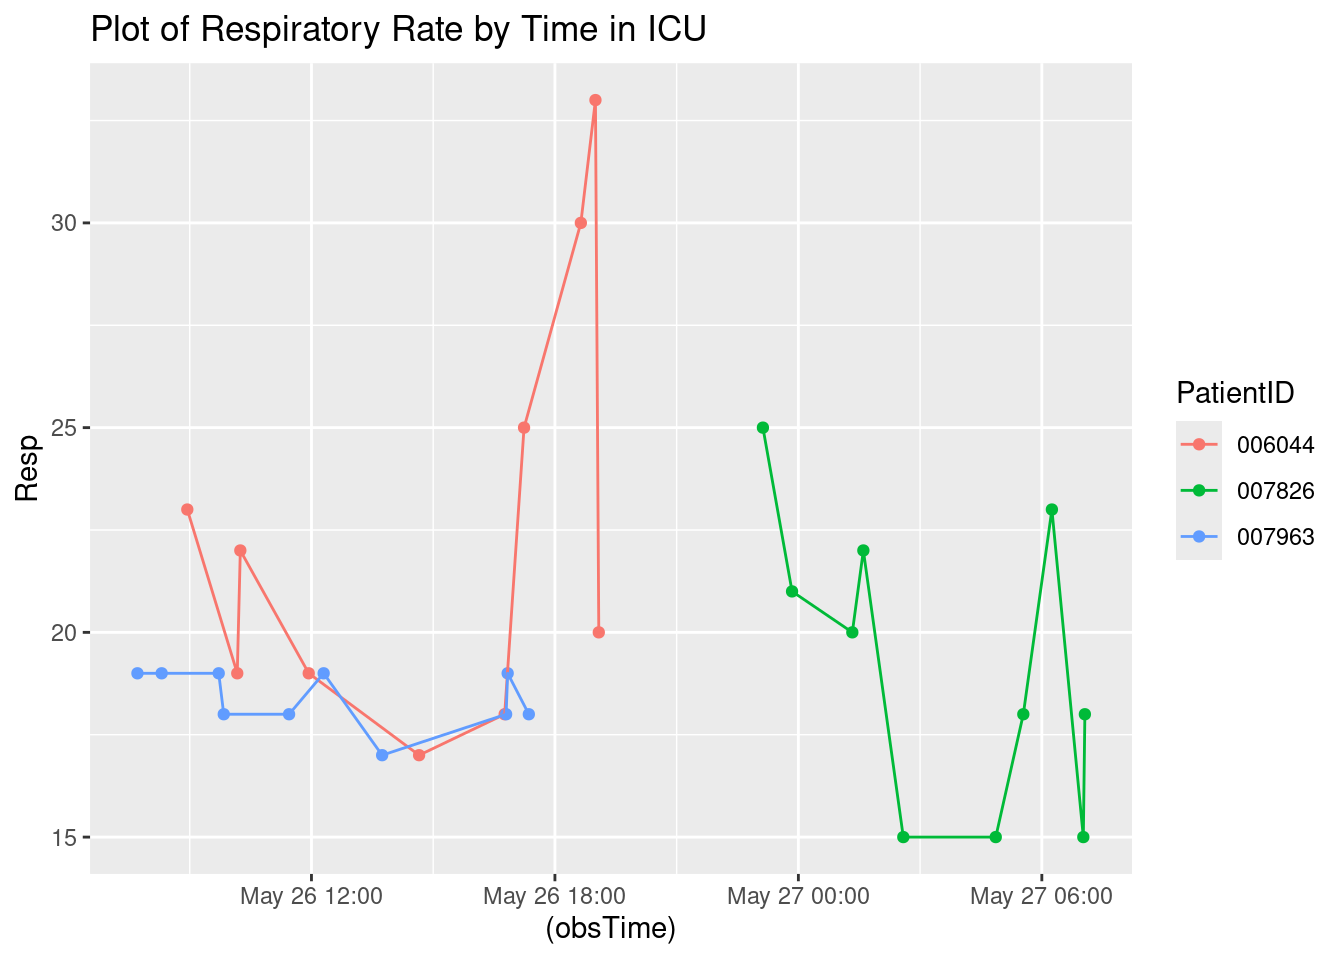 Plot of Respiratory Rate by Time in ICU
Resp
30
25
20
15
May 26 12:00
May 26 18:00
May 27 00:00
May 27 06:00
(obsTime)
PatientID
006044
007826
007963